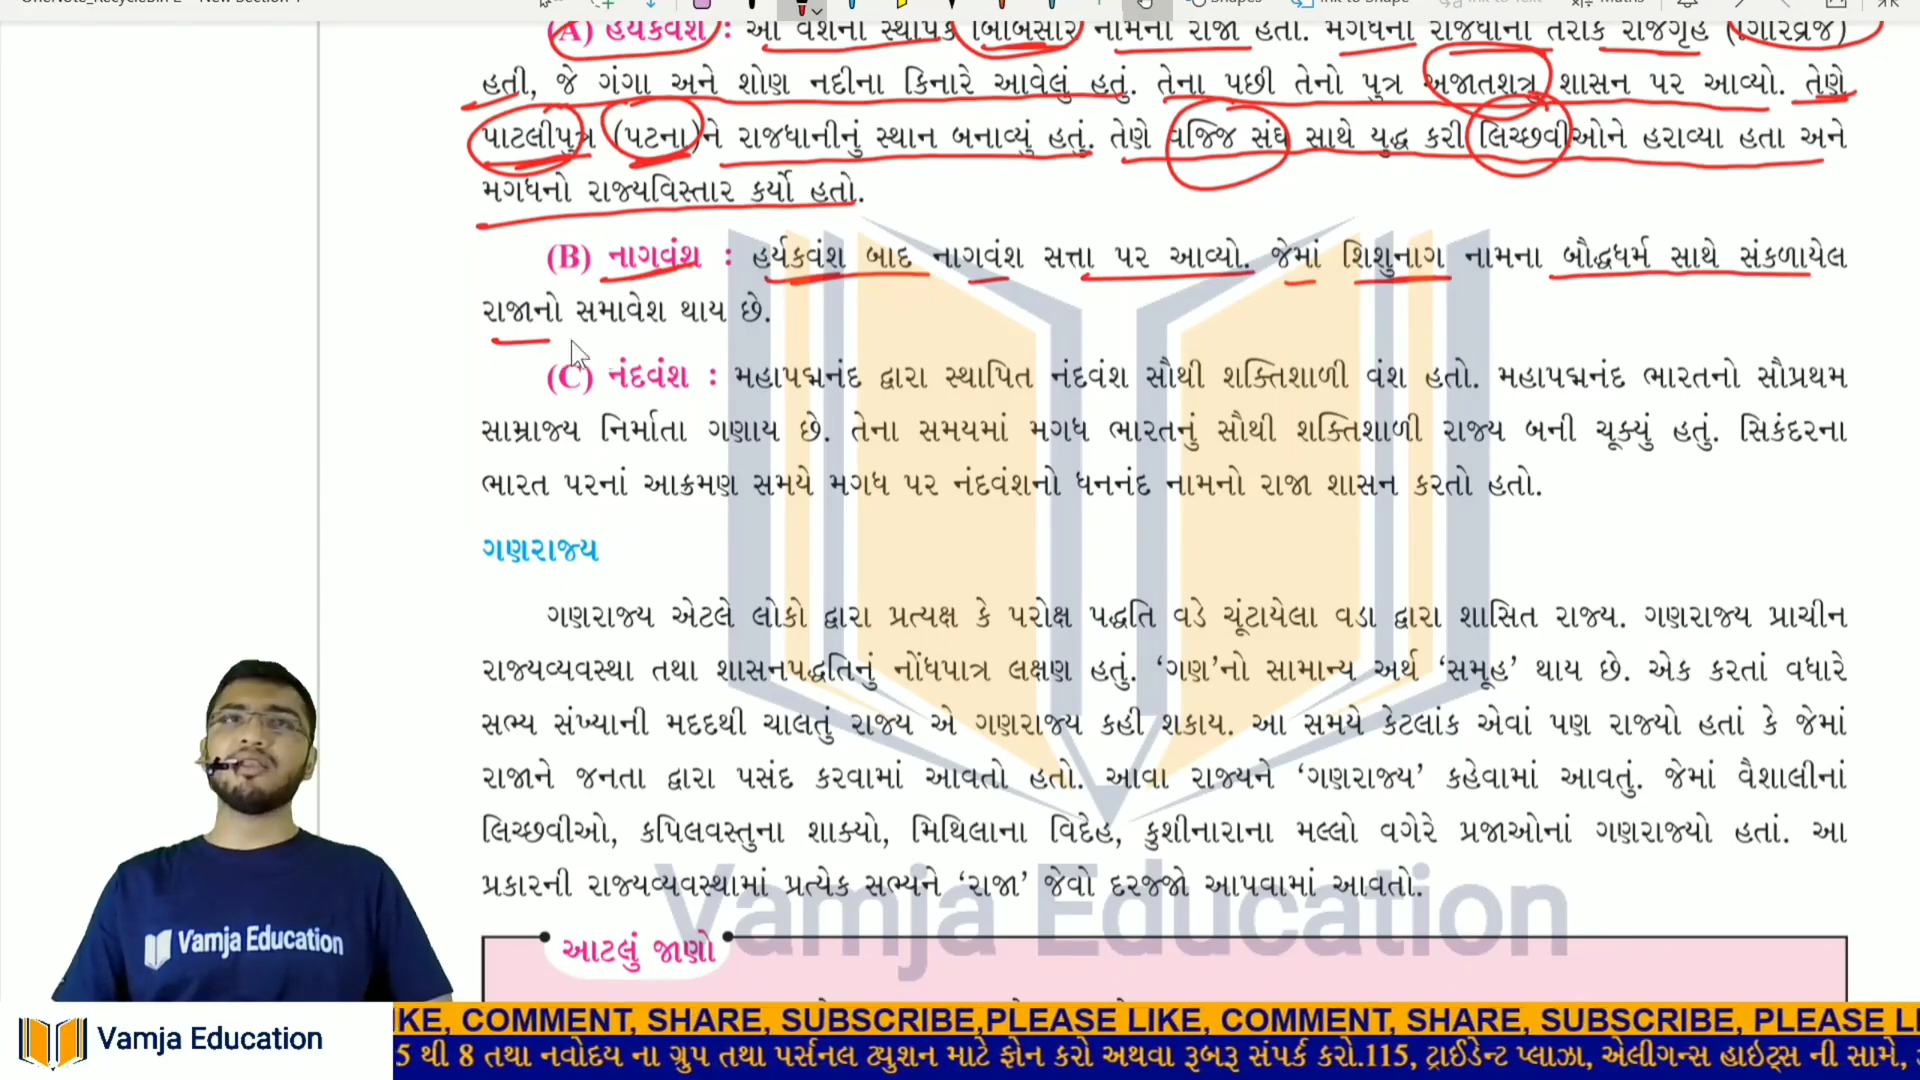 (A) હર્યંકવંશ : આ વંશના સ્થાપક બિંબિસાર નામના રાજા હતા. મગધની રાજધાની તરીકે રાજગૃહ (ગિરિવ્રજ)
હતી, જે ગંગા અને શોણ નદીના કિનારે આવેલું હતું. તેના પછી તેનો પુત્ર અજાતશત્રુ શાસન પર આવ્યો. તેણે
પાટલીપુત્ર (પટના)ને રાજધાનીનું સ્થાન બનાવ્યું હતું. તેણે વજ્જિ સંઘ સાથે યુદ્ધ કરી લિચ્છવીઓને હરાવ્યા હતા અને
મગધનો રાજ્યવિસ્તાર કર્યો હતો.
(B) નાગવંશ : હર્યકવંશ બાદ નાગવંશ સત્તા પર આવ્યો. જેમાં શિશુનાગ નામના બૌદ્ધધર્મ સાથે સંકળાયેલ
રાજાનો સમાવેશ થાય છે.
(C) નંદવંશ : મહાપદ્મનંદ દ્વારા સ્થાપિત નંદવંશ સૌથી શક્તિશાળી વંશ હતો. મહાપદ્મનંદ ભારતનો સૌપ્રથમ
સામ્રાજ્ય નિર્માતા ગણાય છે. તેના સમયમાં મગધ ભારતનું સૌથી શક્તિશાળી રાજ્ય બની ચૂક્યું હતું. સિકંદરના
ભારત પરનાં આક્રમણ સમયે મગધ પર નંદવંશનો ધનનંદ નામનો રાજા શાસન કરતો હતો.
ગણરાજ્ય
ગણરાજ્ય એટલે લોકો દ્વારા પ્રત્યક્ષ કે પરોક્ષ પદ્ધતિ વડે ચૂંટાયેલા વડા દ્વારા શાસિત રાજ્ય. ગણરાજ્ય પ્રાચીન
રાજ્યવ્યવસ્થા તથા શાસનપદ્ધતિનું નોંધપાત્ર લક્ષણ હતું. ‘ગણ’નો સામાન્ય અર્થ ‘સમૂહ’ થાય છે. એક કરતાં વધારે
સભ્ય સંખ્યાની મદદથી ચાલતું રાજ્ય એ ગણરાજ્ય કહી શકાય. આ સમયે કેટલાંક એવાં પણ રાજ્યો હતાં કે જેમાં
રાજાને જનતા દ્વારા પસંદ કરવામાં આવતો હતો. આવા રાજ્યને ‘ગણરાજ્ય’ કહેવામાં આવતું. જેમાં વૈશાલીનાં
લિચ્છવીઓ, કપિલવસ્તુના શાક્યો, મિથિલાના વિદેહ, કુશીનારાના મલ્લો વગેરે પ્રજાઓનાં ગણરાજ્યો હતાં. આ
પ્રકારની રાજ્યવ્યવસ્થામાં પ્રત્યેક સભ્યને ‘રાજા’ જેવો દરજ્જો આપવામાં આવતો.
Vamja Education
આટલું જાણો
Vamja Education
Vamja Education
KE, COMMENT, SHARE, SUBSCRIBE,PLEASE LIKE, COMMENT, SHARE, SUBSCRIBE, PLEASE LI
5 થી 8 તથા નવોદય ના ગ્રુપ તથા પર્સનલ ટ્યુશન માટે ફોન કરો અથવા રૂબરૂ સંપર્ક કરો.115, ટ્રાઈડેન્ટ પ્લાઝા, એલીગન્સ હાઇટ્સ ની સામે,